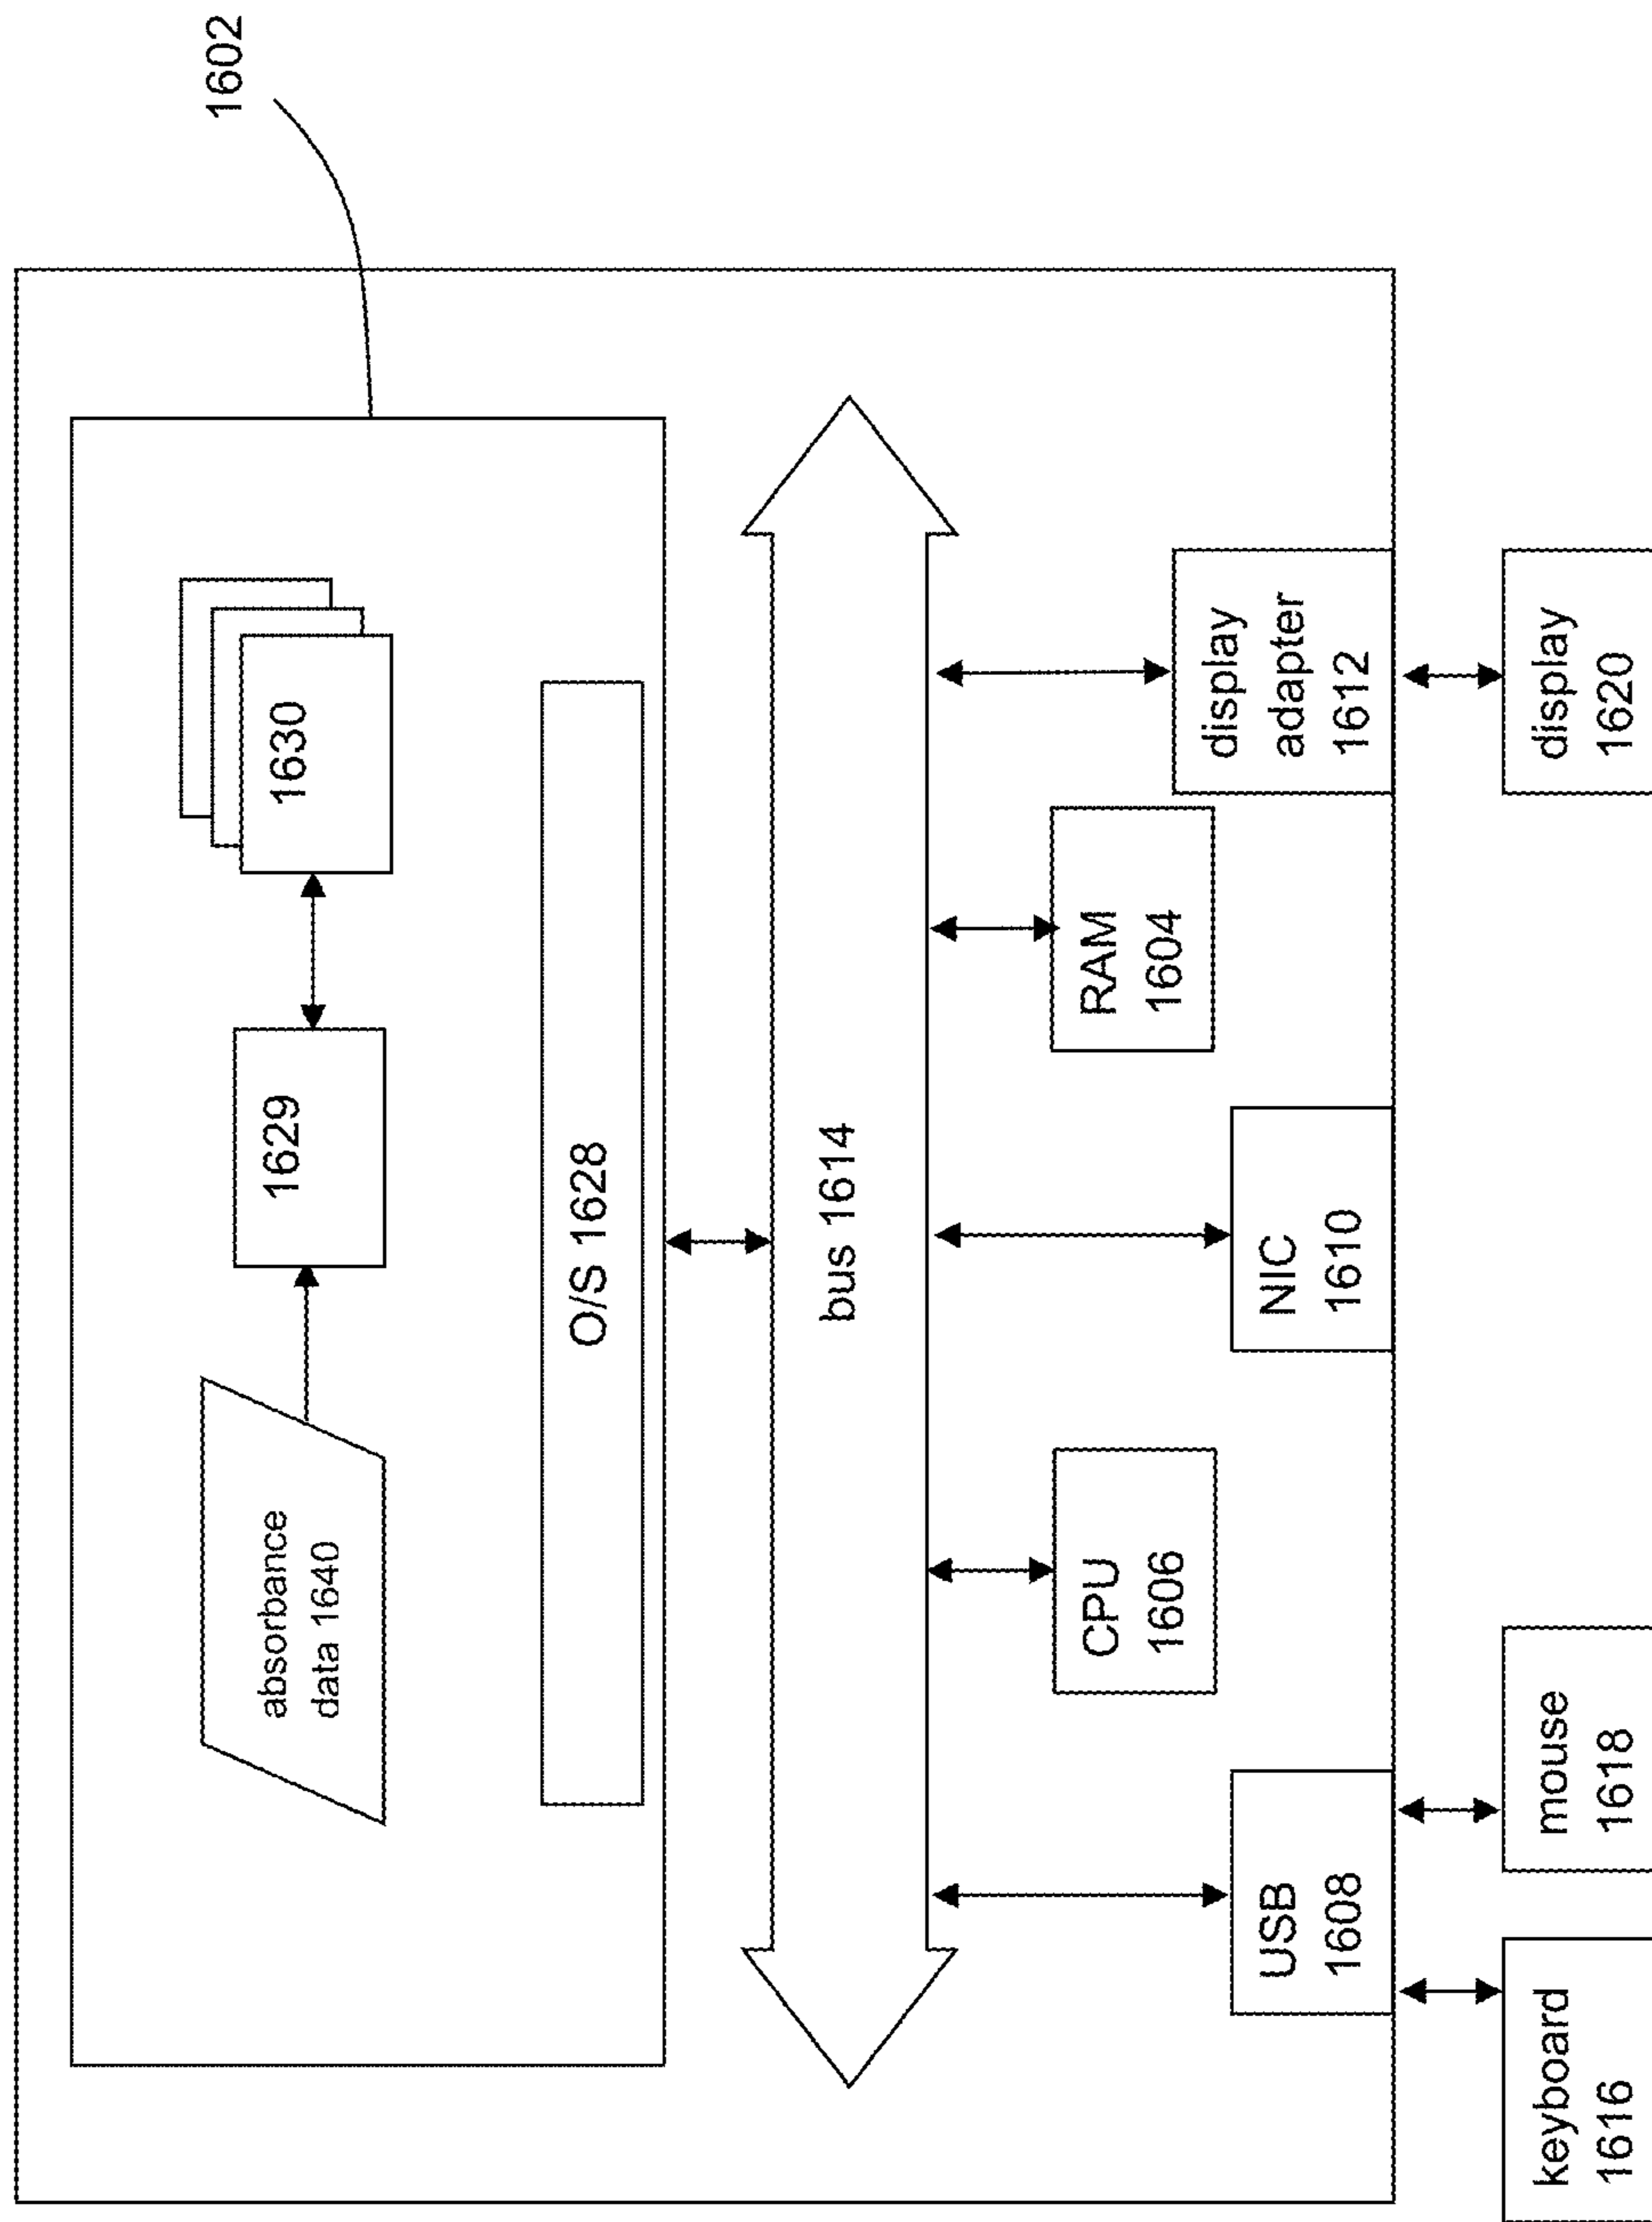 1602
absorbance
data 1640
1629
1630
O/S 1628
bus 1614
USB
1608
CPU
1606
NIC
1610
RAM
1604
display
adapter
1612
keyboard
1616
mouse
1618
display
1620